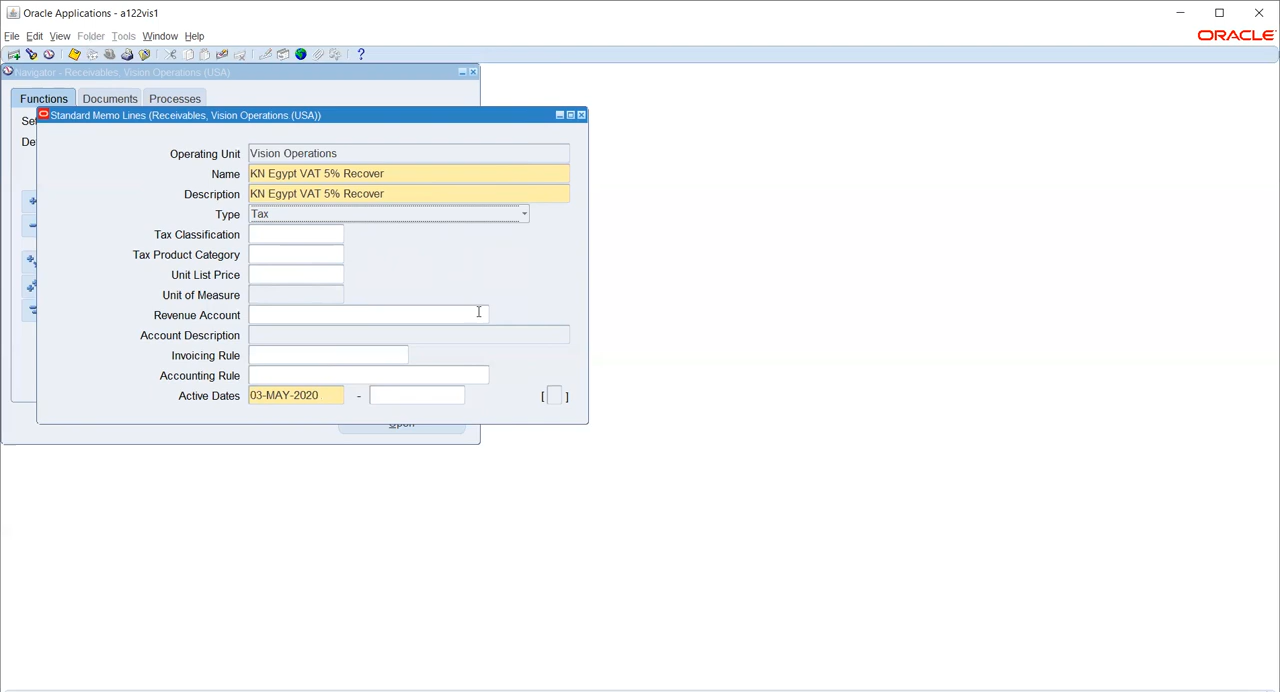 Oracle Applications - a122vis1
File Edit View Folder Tools Window Help
ORACLE
Navigator - Receivables, Vision Operations (USA)
Functions Documents Processes
Standard Memo Lines (Receivables, Vision Operations (USA))
Operating Unit Vision Operations
Name KN Egypt VAT 5% Recover
Description KN Egypt VAT 5% Recover
Type Tax
Tax Classification
Tax Product Category
Unit List Price
Unit of Measure
Revenue Account
Account Description
Invoicing Rule
Accounting Rule
Active Dates 03-MAY-2020 - [ ]
Open